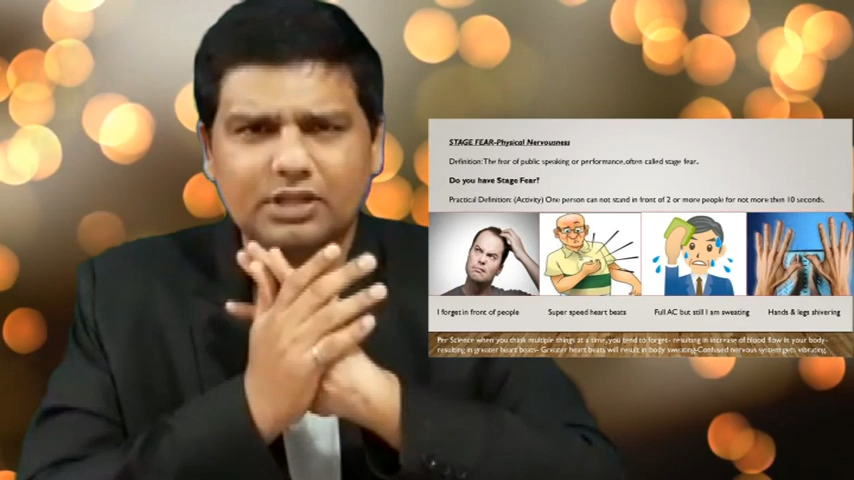 STAGE FEAR-Physical Nervousness
Definition: The fear of public speaking or performance, often called stage fear.
Do you have Stage Fear?
Practical Definition: (Activity) One person can not stand in front of 2 or more people for not more then 10 seconds.
I forget in front of people
Super speed heart beats
Full AC but still I am sweating
Hands & legs shivering
Per Science when you think multiple things at a time, you tend to forget- resulting in increase of blood flow in your body-
resulting in greater heart beats- Greater heart beats will result in body sweating-Confused nervous system gets vibrating.